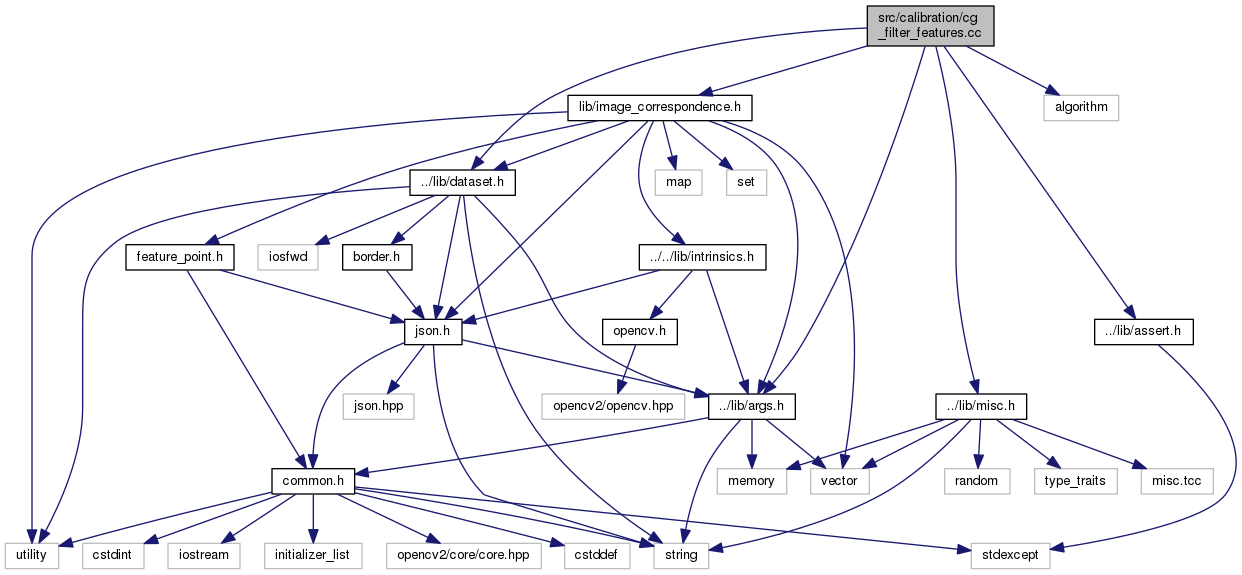 src/calibration/cg
_filter_features.cc
lib/image_correspondence.h
algorithm
../lib/dataset.h
map
set
feature_point.h
iosfwd
border.h
../../lib/intrinsics.h
json.h
opencv.h
../lib/assert.h
json.hpp
opencv2/opencv.hpp
../lib/args.h
../lib/misc.h
common.h
memory
vector
random
type_traits
misc.tcc
utility
cstdint
iostream
initializer_list
opencv2/core/core.hpp
cstddef
string
stdexcept